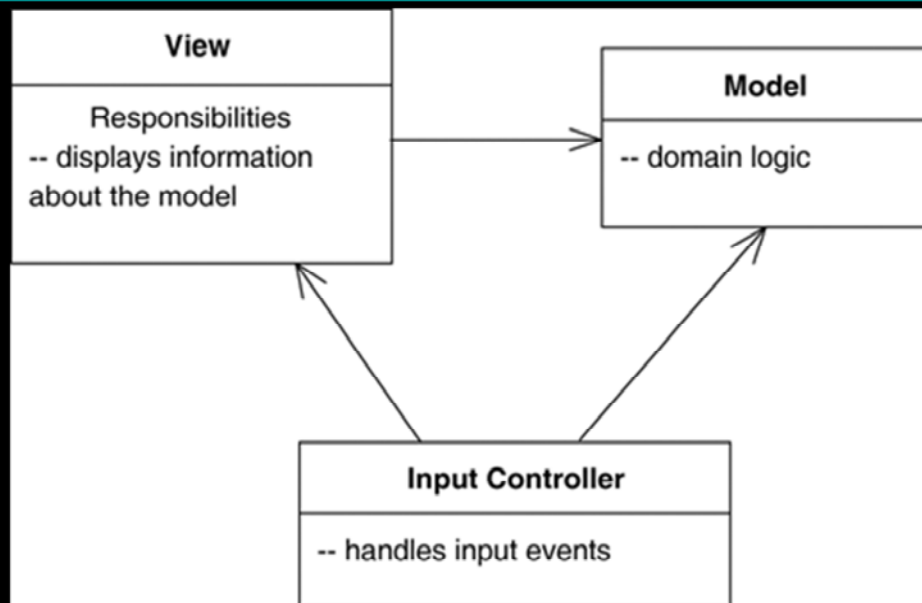 View
Responsibilities
-- displays information
about the model
Model
-- domain logic
Input Controller
-- handles input events